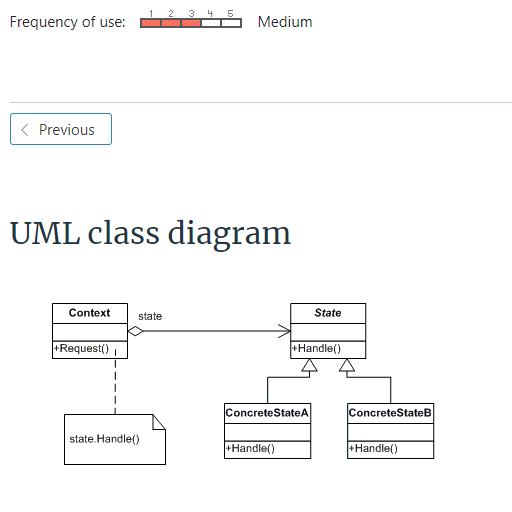 1 2 3 4 5
Frequency of use: Medium
Previous
UML class diagram
Context state State
+Request() +Handle()
state.Handle()
ConcreteStateA ConcreteStateB
+Handle() +Handle()